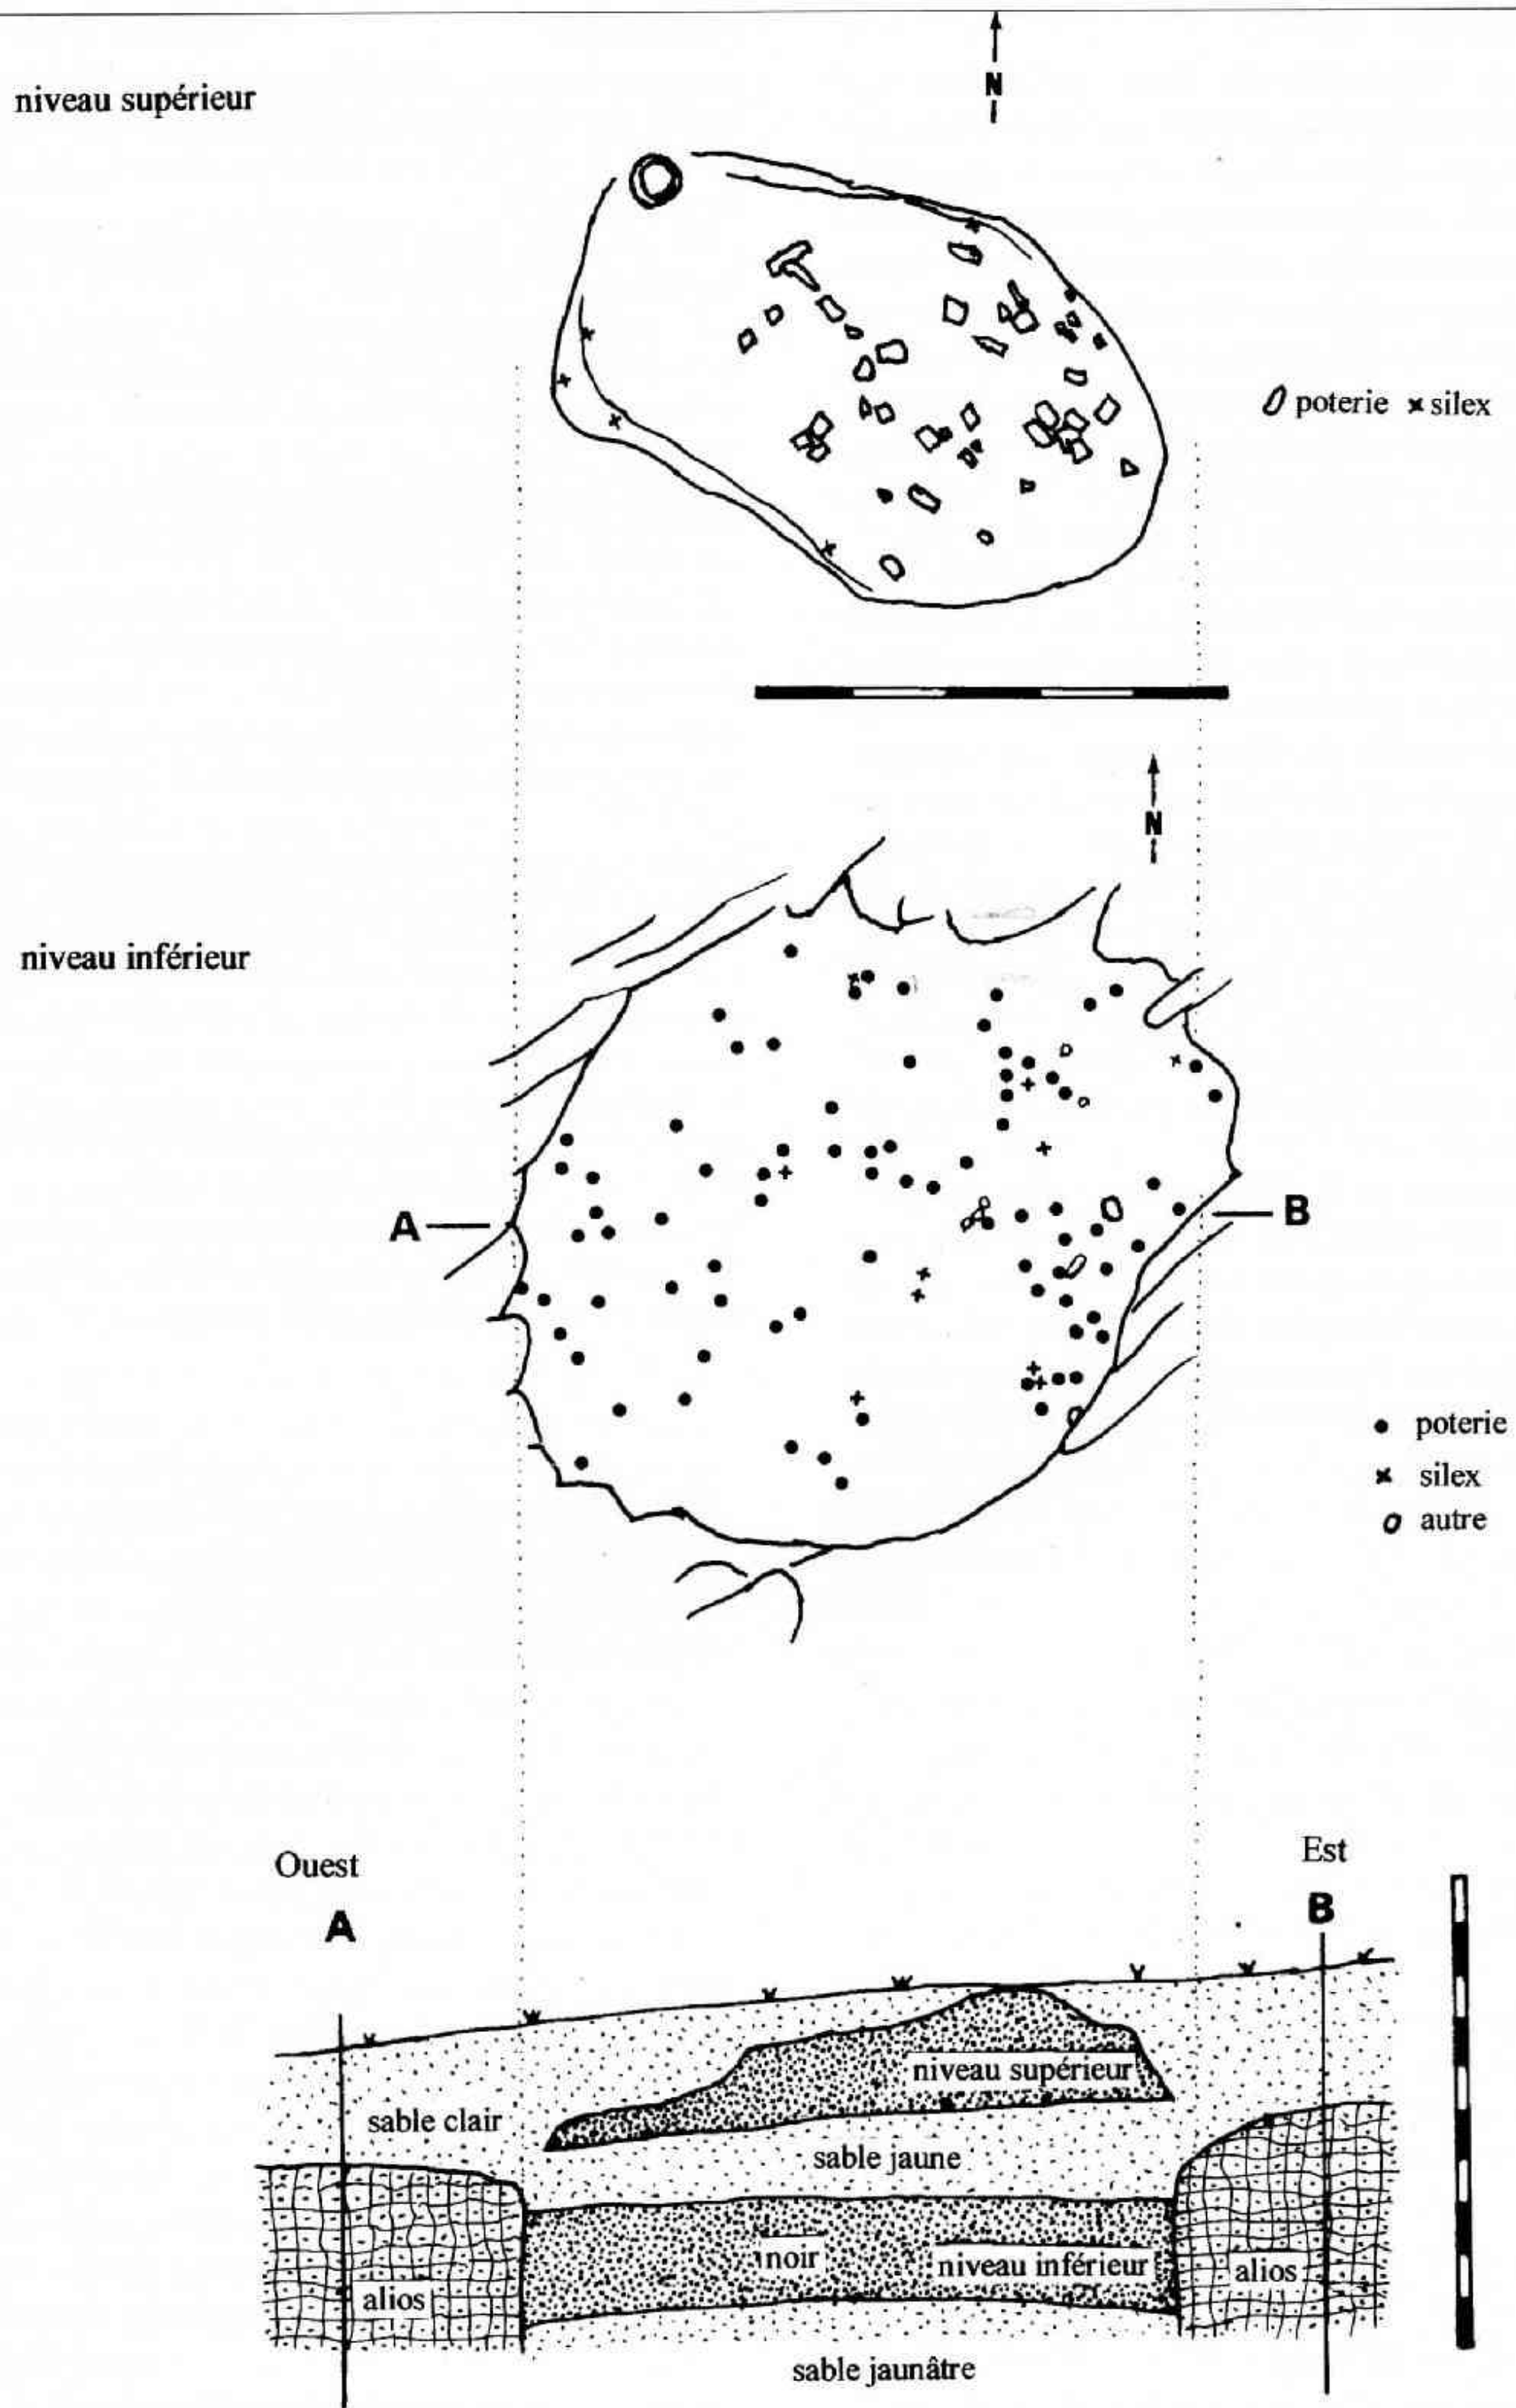 N
niveau supérieur
poterie silex
N
niveau inférieur
A B
poterie
silex
autre
Ouest Est
A B
niveau supérieur
sable clair
sable jaune
noir niveau inférieur alios
alios
sable jaunâtre